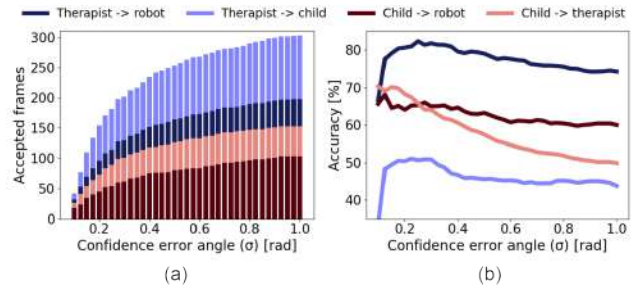 Therapist -> robot Therapist -> child Child -> robot Child -> therapist
300
250
200
150
100
50
0
Accepted frames
0.2 0.4 0.6 0.8 1.0
Confidence error angle (σ) [rad]
(a)
80
70
60
50
40
Accuracy [%]
0.2 0.4 0.6 0.8 1.0
Confidence error angle (σ) [rad]
(b)